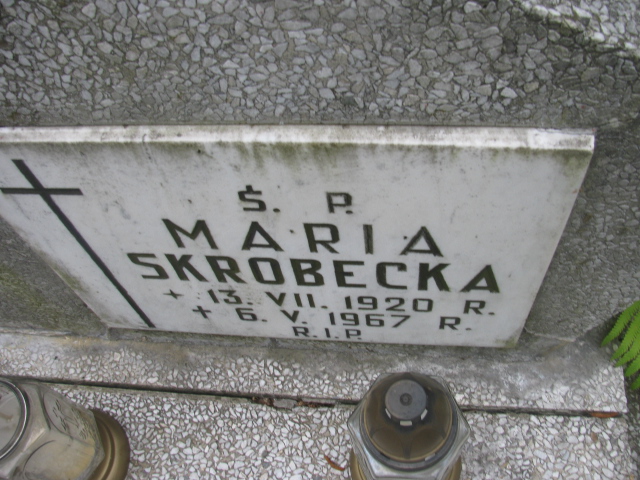 Ś. P.
MARIA
SKROBECKA
+ 13. VII. 1920 R.
+ 6. V. 1967 R.
R.I.P.